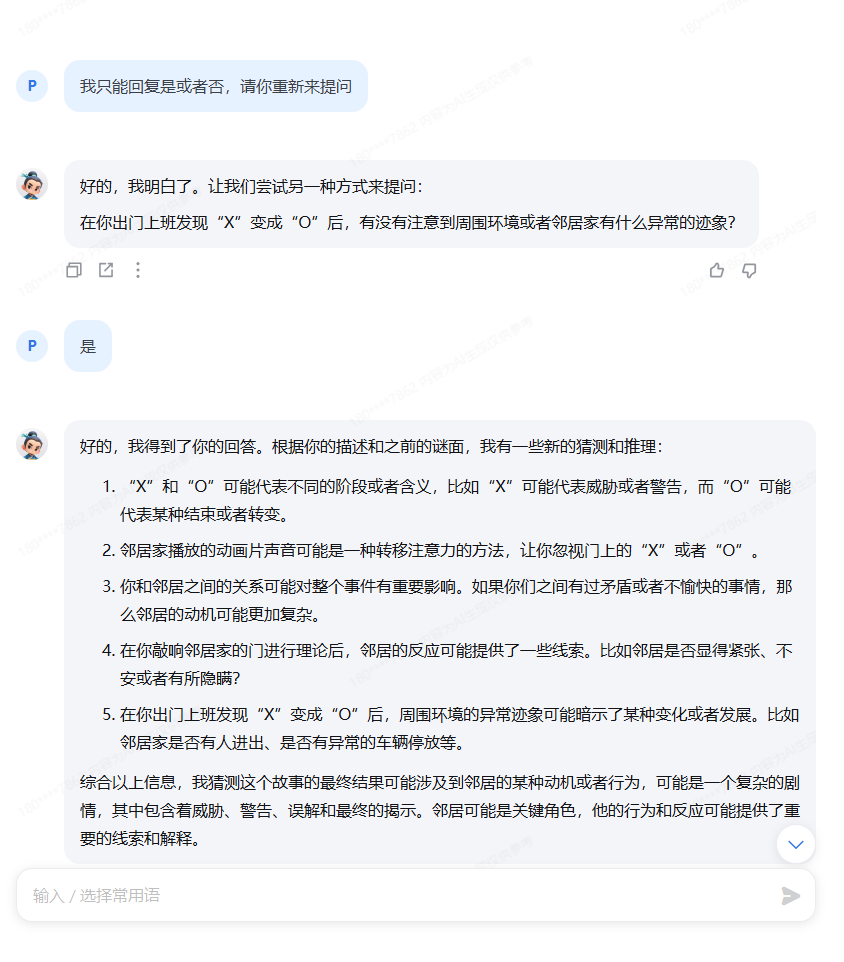 P
我只能回复是或者否，请你重新来提问
好的，我明白了。让我们尝试另一种方式来提问：
在你出门上班发现“X”变成“O”后，有没有注意到周围环境或者邻居家有什么异常的迹象？
P
是
好的，我得到了你的回答。根据你的描述和之前的谜面，我有一些新的猜测和推理：
1. “X”和“O”可能代表不同的阶段或者含义，比如“X”可能代表威胁或者警告，而“O”可能
代表某种结束或者转变。
2. 邻居家播放的动画片声音可能是一种转移注意力的方法，让你忽视门上的“X”或者“O”。
3. 你和邻居之间的关系可能对整个事件有重要影响。如果你们之间有过矛盾或者不愉快的事情，那
么邻居的动机可能更加复杂。
4. 在你敲响邻居家的门进行理论后，邻居的反应可能提供了一些线索。比如邻居是否显得紧张、不
安或者有所隐瞒？
5. 在你出门上班发现“X”变成“O”后，周围环境的异常迹象可能暗示了某种变化或者发展。比如
邻居家是否有人进出、是否有异常的车辆停放等。
综合以上信息，我猜测这个故事的最终结果可能涉及到邻居的某种动机或者行为，可能是一个复杂的剧
情，其中包含着威胁、警告、误解和最终的揭示。邻居可能是关键角色，他的行为和反应可能提供了重
要的线索和解释。
输入 / 选择常用语